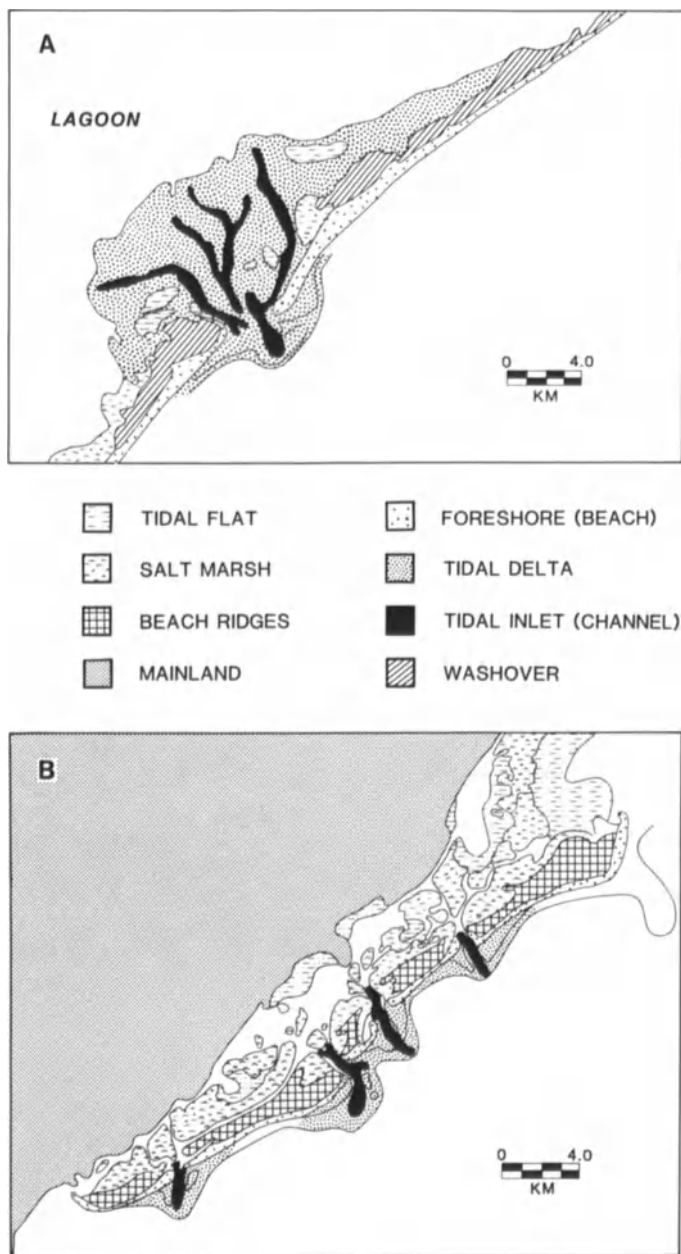 A
LAGOON
0 4.0
KM
TIDAL FLAT
SALT MARSH
BEACH RIDGES
MAINLAND
FORESHORE (BEACH)
TIDAL DELTA
TIDAL INLET (CHANNEL)
WASHOVER
B
0 4.0
KM